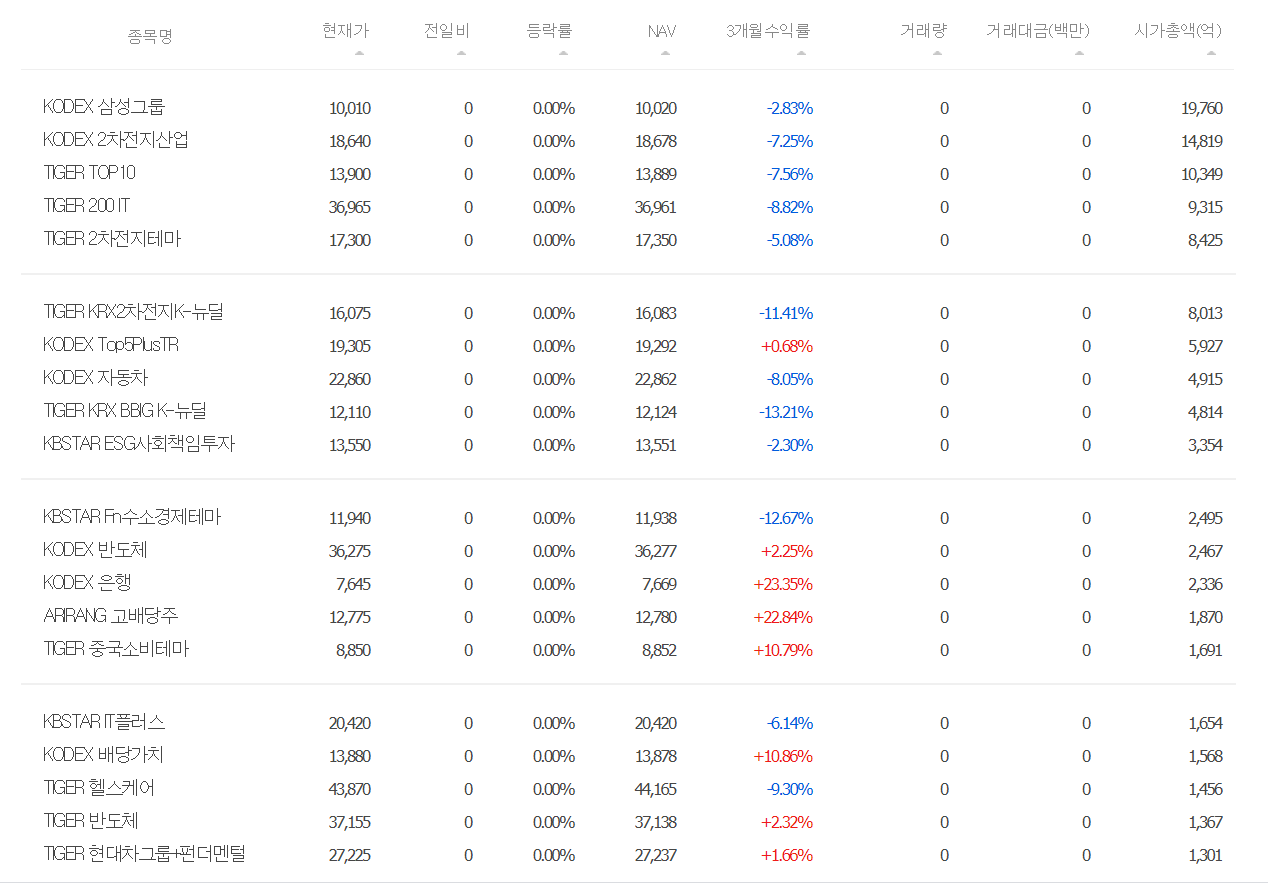 종목명 현재가 전일비 등락률 NAV 3개월수익률 거래량 거래대금(백만) 시가총액(억)
KODEX 삼성그룹 10,010 0 0.00% 10,020 -2.83% 0 0 19,760
KODEX 2차전지산업 18,640 0 0.00% 18,678 -7.25% 0 0 14,819
TIGER TOP10 13,900 0 0.00% 13,889 -7.56% 0 0 10,349
TIGER 200 IT 36,965 0 0.00% 36,961 -8.82% 0 0 9,315
TIGER 2차전지테마 17,300 0 0.00% 17,350 -5.08% 0 0 8,425
TIGER KRX2차전지K-뉴딜 16,075 0 0.00% 16,083 -11.41% 0 0 8,013
KODEX Top5PlusTR 19,305 0 0.00% 19,292 +0.68% 0 0 5,927
KODEX 자동차 22,860 0 0.00% 22,862 -8.05% 0 0 4,915
TIGER KRX BBIG K-뉴딜 12,110 0 0.00% 12,124 -13.21% 0 0 4,814
KBSTAR ESG사회책임투자 13,550 0 0.00% 13,551 -2.30% 0 0 3,354
KBSTAR Fn수소경제테마 11,940 0 0.00% 11,938 -12.67% 0 0 2,495
KODEX 반도체 36,275 0 0.00% 36,277 +2.25% 0 0 2,467
KODEX 은행 7,645 0 0.00% 7,669 +23.35% 0 0 2,336
ARIRANG 고배당주 12,775 0 0.00% 12,780 +22.84% 0 0 1,870
TIGER 중국소비테마 8,850 0 0.00% 8,852 +10.79% 0 0 1,691
KBSTAR IT플러스 20,420 0 0.00% 20,420 -6.14% 0 0 1,654
KODEX 배당가치 13,880 0 0.00% 13,878 +10.86% 0 0 1,568
TIGER 헬스케어 43,870 0 0.00% 44,165 -9.30% 0 0 1,456
TIGER 반도체 37,155 0 0.00% 37,138 +2.32% 0 0 1,367
TIGER 현대차그룹+펀더멘털 27,225 0 0.00% 27,237 +1.66% 0 0 1,301